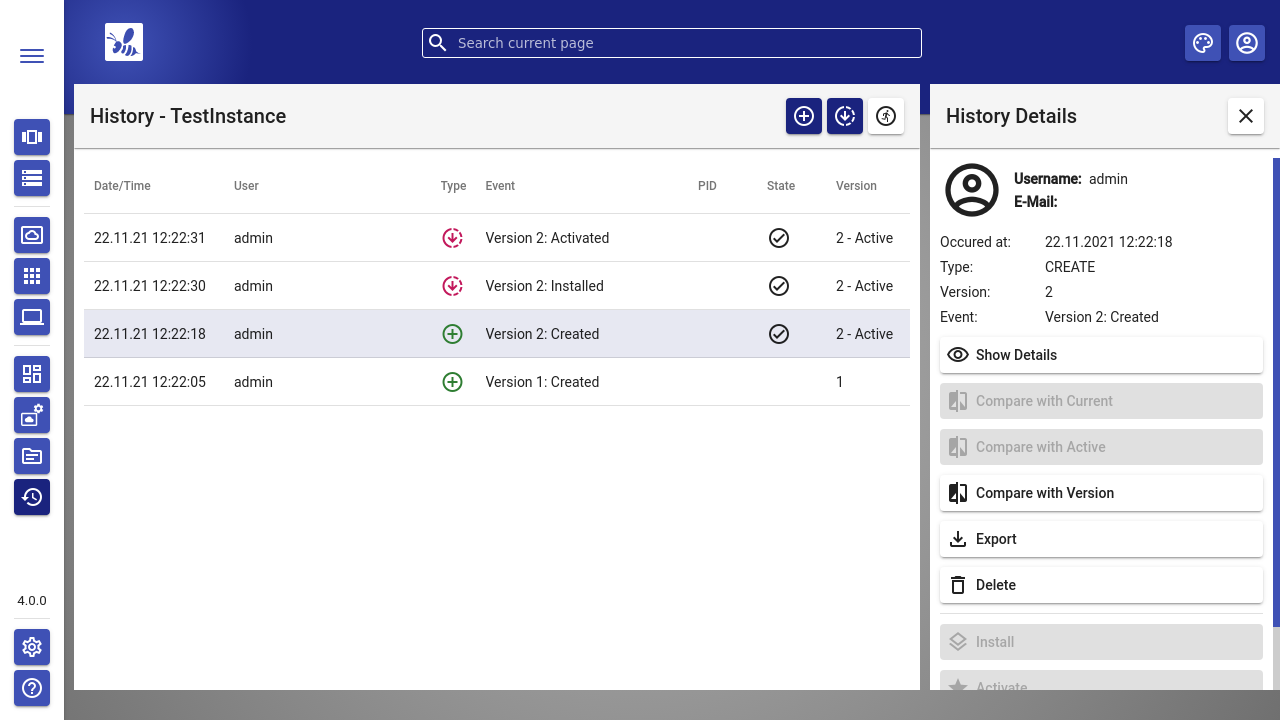 Search current page
History - TestInstance
Date/Time User Type Event PID State Version
22.11.21 12:22:31 admin Version 2: Activated 2 - Active
22.11.21 12:22:30 admin Version 2: Installed 2 - Active
22.11.21 12:22:18 admin Version 2: Created 2 - Active
22.11.21 12:22:05 admin Version 1: Created 1
History Details
Username: admin
E-Mail:
Occured at: 22.11.2021 12:22:18
Type: CREATE
Version: 2
Event: Version 2: Created
Show Details
Compare with Current
Compare with Active
Compare with Version
Export
Delete
Install
Activate
4.0.0